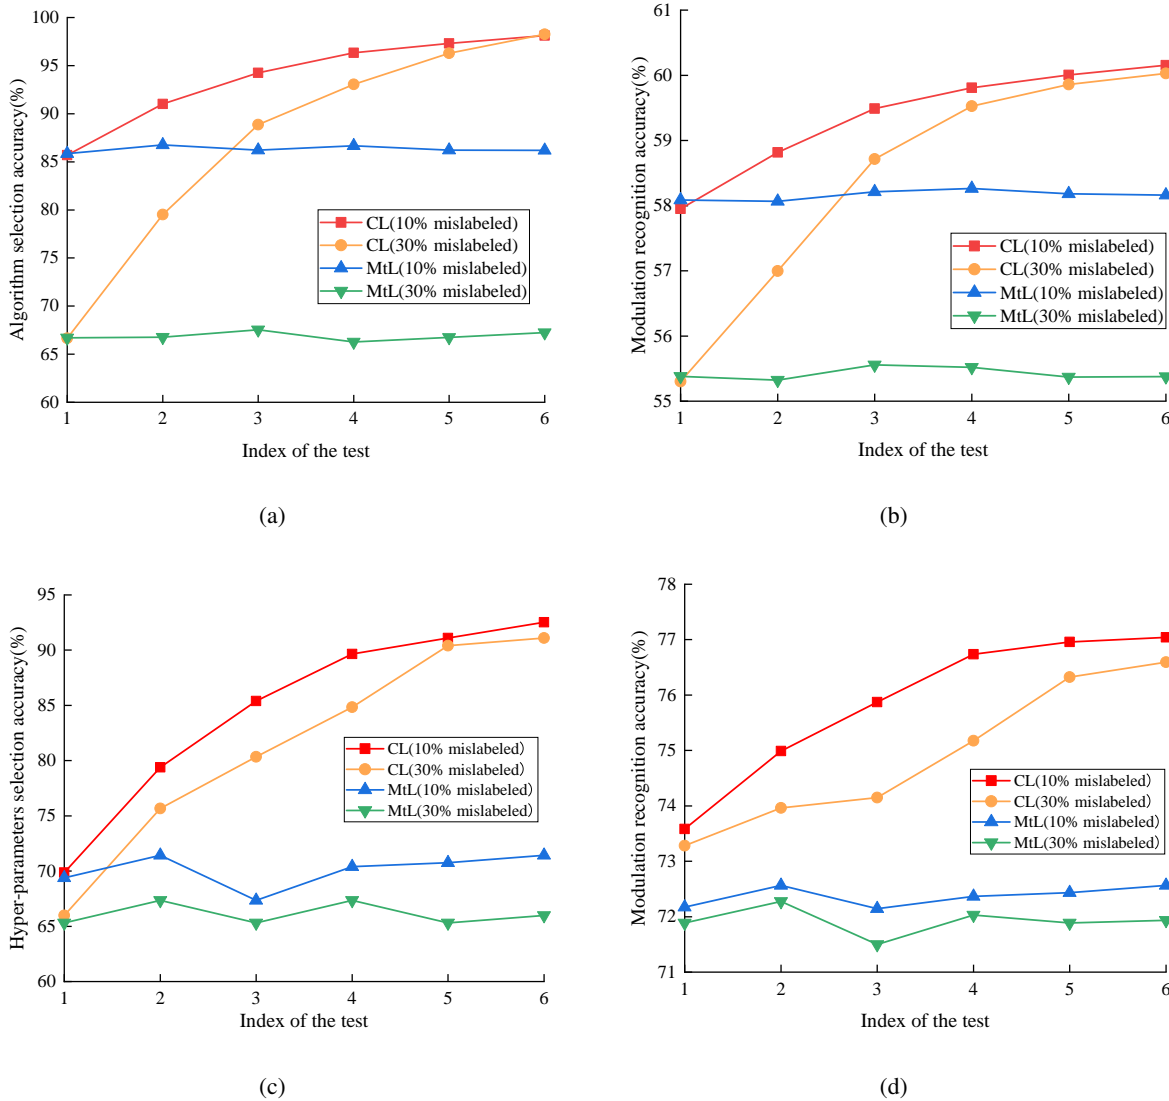 Algorithm selection accuracy(%)
100
95
90
85
80
75
70
65
60
1 2 3 4 5 6
Index of the test
CL(10% mislabeled)
CL(30% mislabeled)
MtL(10% mislabeled)
MtL(30% mislabeled)
(a)
Modulation recognition accuracy(%)
61
60
59
58
57
56
55
1 2 3 4 5 6
Index of the test
CL(10% mislabeled)
CL(30% mislabeled)
MtL(10% mislabeled)
MtL(30% mislabeled)
(b)
Hyper-parameters selection accuracy(%)
95
90
85
80
75
70
65
60
1 2 3 4 5 6
Index of the test
CL(10% mislabeled)
CL(30% mislabeled)
MtL(10% mislabeled)
MtL(30% mislabeled)
(c)
Modulation recognition accuracy(%)
78
77
76
75
74
73
72
71
1 2 3 4 5 6
Index of the test
CL(10% mislabeled)
CL(30% mislabeled)
MtL(10% mislabeled)
MtL(30% mislabeled)
(d)